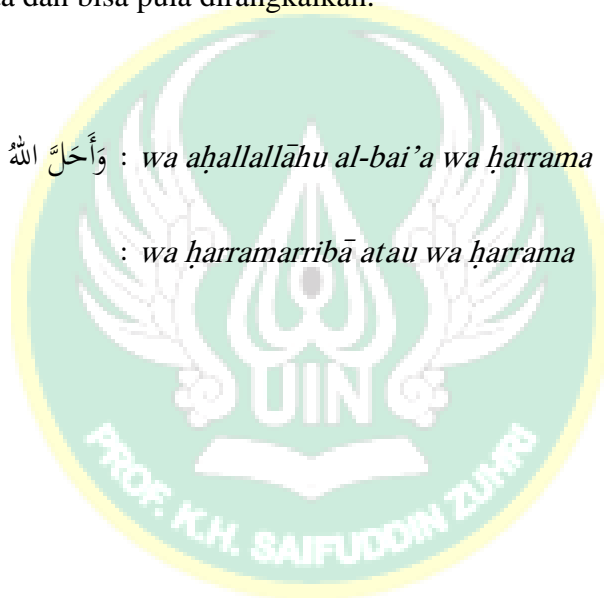 dan bisa pula dirangkaikan.
وَأَحَلَّ اللهُ : wa aḥallallāhu al-bai’a wa ḥarrama
: wa ḥarramarribā atau wa ḥarrama
UIN
PROF. K.H. SAIFUDDIN ZUHRI